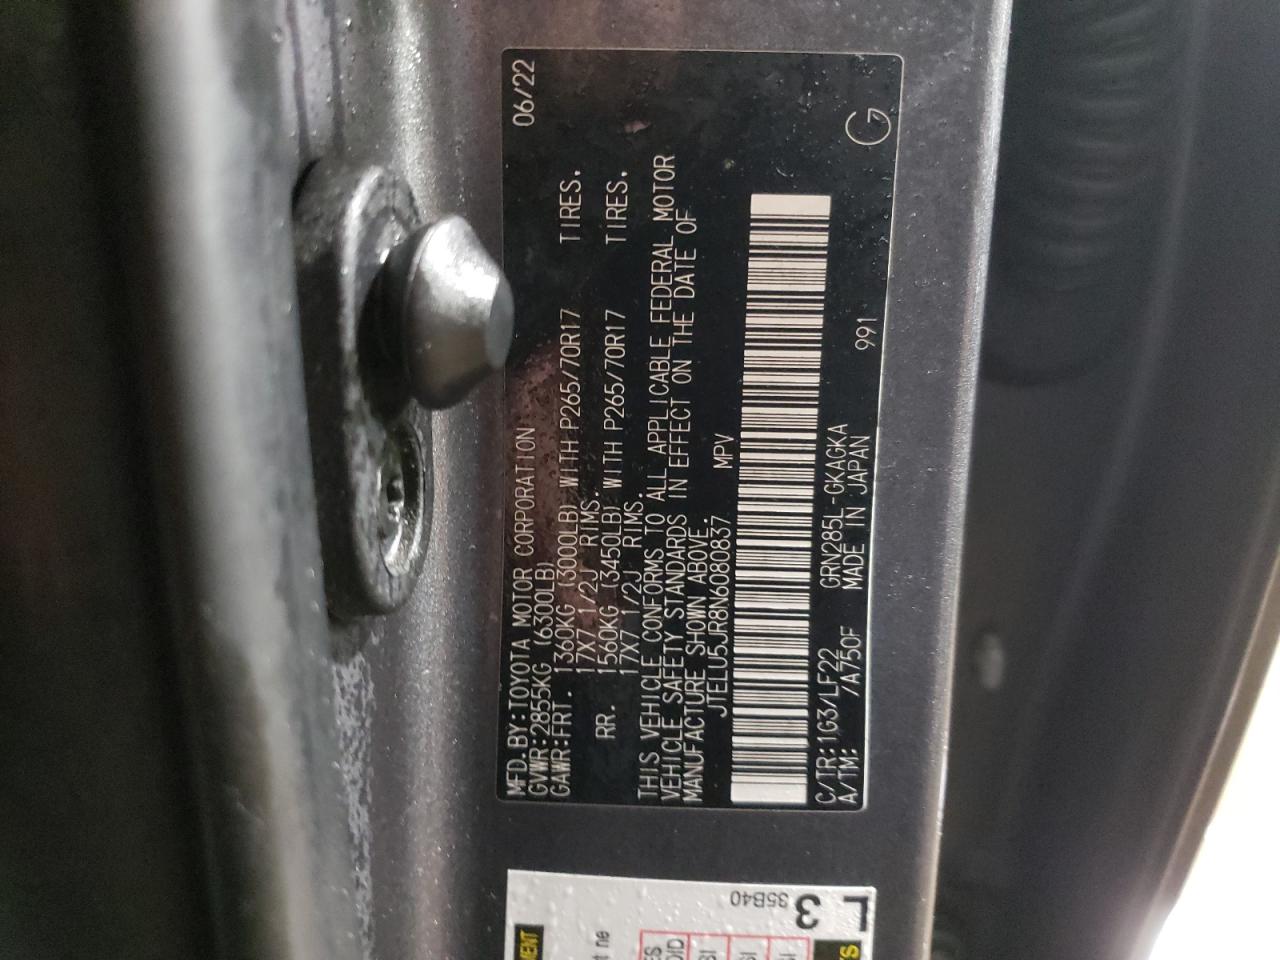 MFD.BY:TOYOTA MOTOR CORPORATION 06/22
GVWR:2855KG (6300LB)
GAWR:FRT. 1360KG (3000LB) WITH P265/70R17 TIRES.
17X7 1/2J RIMS.
RR. 1560KG (3450LB) WITH P265/70R17 TIRES.
17X7 1/2J RIMS.
THIS VEHICLE CONFORMS TO ALL APPLICABLE FEDERAL MOTOR
VEHICLE SAFETY STANDARDS IN EFFECT ON THE DATE OF
MANUFACTURE SHOWN ABOVE.
JTELU5JR8N6080837 MPV
C/TR:1G3/LF22 GRN285L-GKAGKA 991
A/TM: /A750F MADE IN JAPAN
G
35B40
3
L
MENT